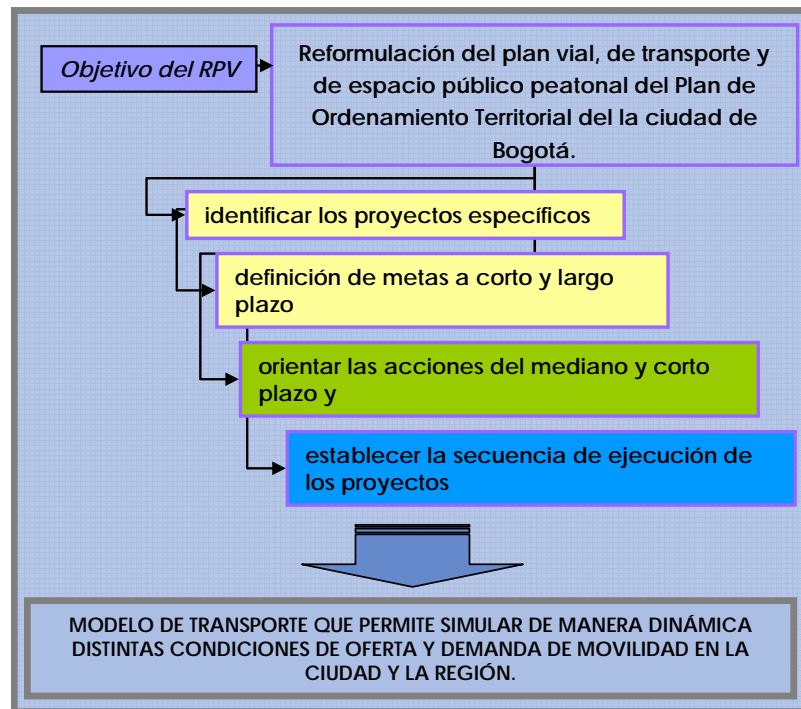 Objetivo del RPV
Reformulación del plan vial, de transporte y
de espacio público peatonal del Plan de
Ordenamiento Territorial del la ciudad de
Bogotá.
identificar los proyectos específicos
definición de metas a corto y largo
plazo
orientar las acciones del mediano y corto
plazo y
establecer la secuencia de ejecución de
los proyectos
MODELO DE TRANSPORTE QUE PERMITE SIMULAR DE MANERA DINÁMICA
DISTINTAS CONDICIONES DE OFERTA Y DEMANDA DE MOVILIDAD EN LA
CIUDAD Y LA REGIÓN.